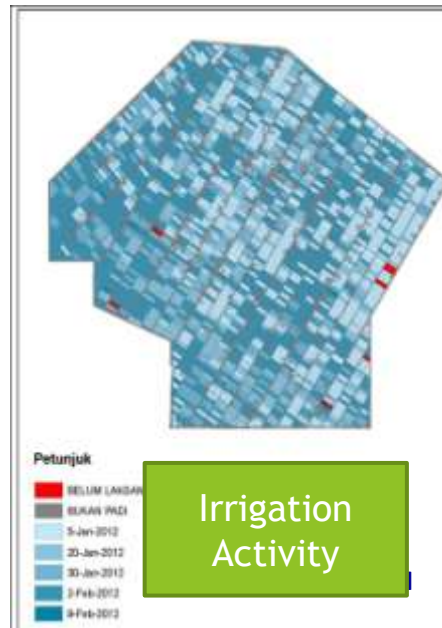 Petunjuk
BELUM LAKSAN
BUKAN PADI
5-Jan-2012
20-Jan-2012
30-Jan-2012
2-Feb-2012
9-Feb-2012
Irrigation
Activity